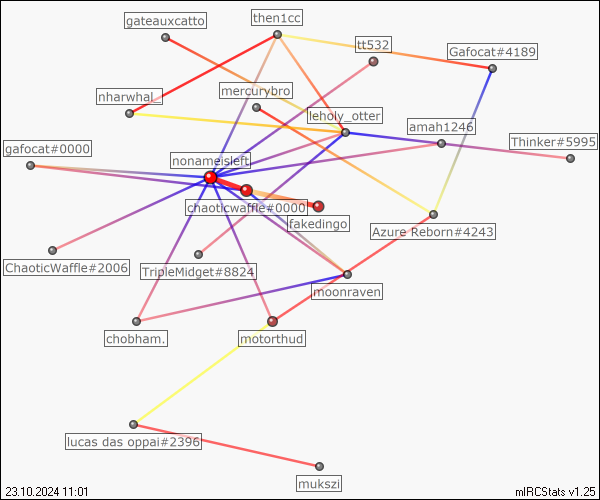 then1cc
gateauxcatto
tt532
Gafocat#4189
mercurybro
nharwhal_
leholy_otter
amah1246
Thinker#5995
gafocat#0000
nonameisleft
chaoticwaffle#0000
fakedingo
Azure Reborn#4243
ChaoticWaffle#2006
TripleMidget#8824
moonraven
chobham.
motorthud
lucas das oppai#2396
mukszi
23.10.2024 11:01
mIRCStats v1.25